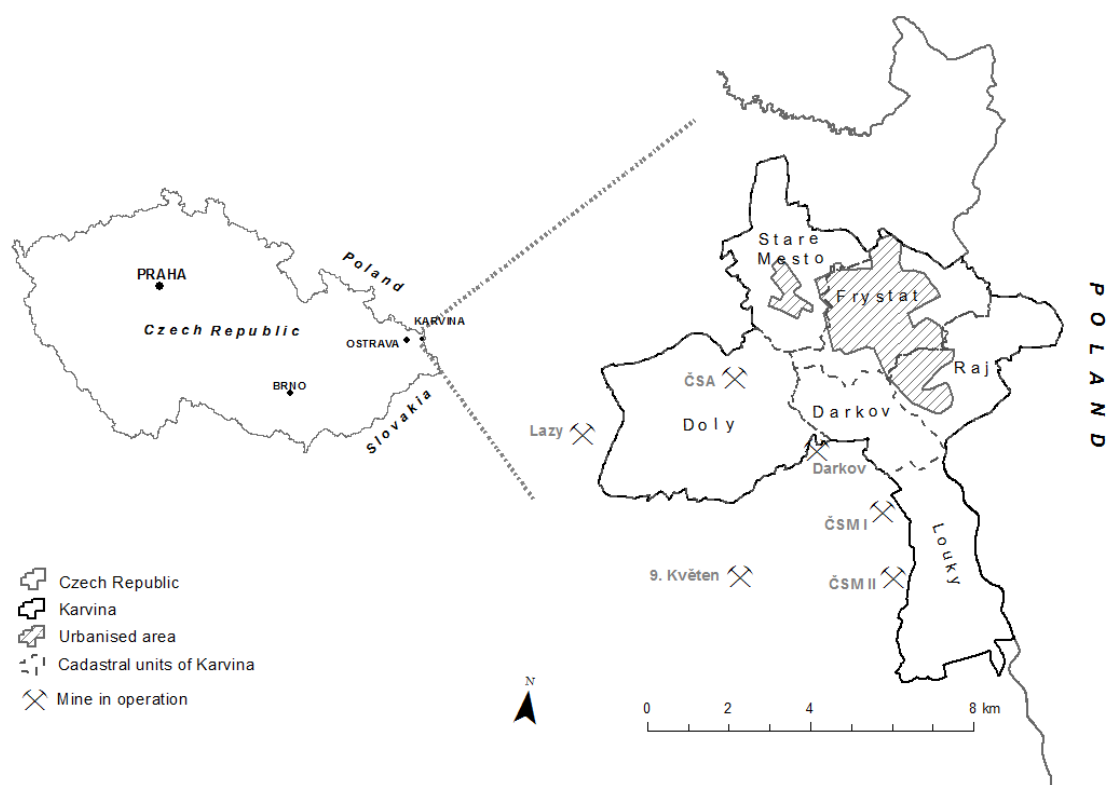 PRAHA
Czech Republic
Poland
KARVINA
OSTRAVA
BRNO
Slovakia
Stare
Mesto
Frystat
Raj
ČSA
Doly
Darkov
Lazy
Darkov
ČSM I
Louky
9. Květen
ČSM II
POLAND
Czech Republic
Karvina
Urbanised area
Cadastral units of Karvina
Mine in operation
N
0 2 4 8 km